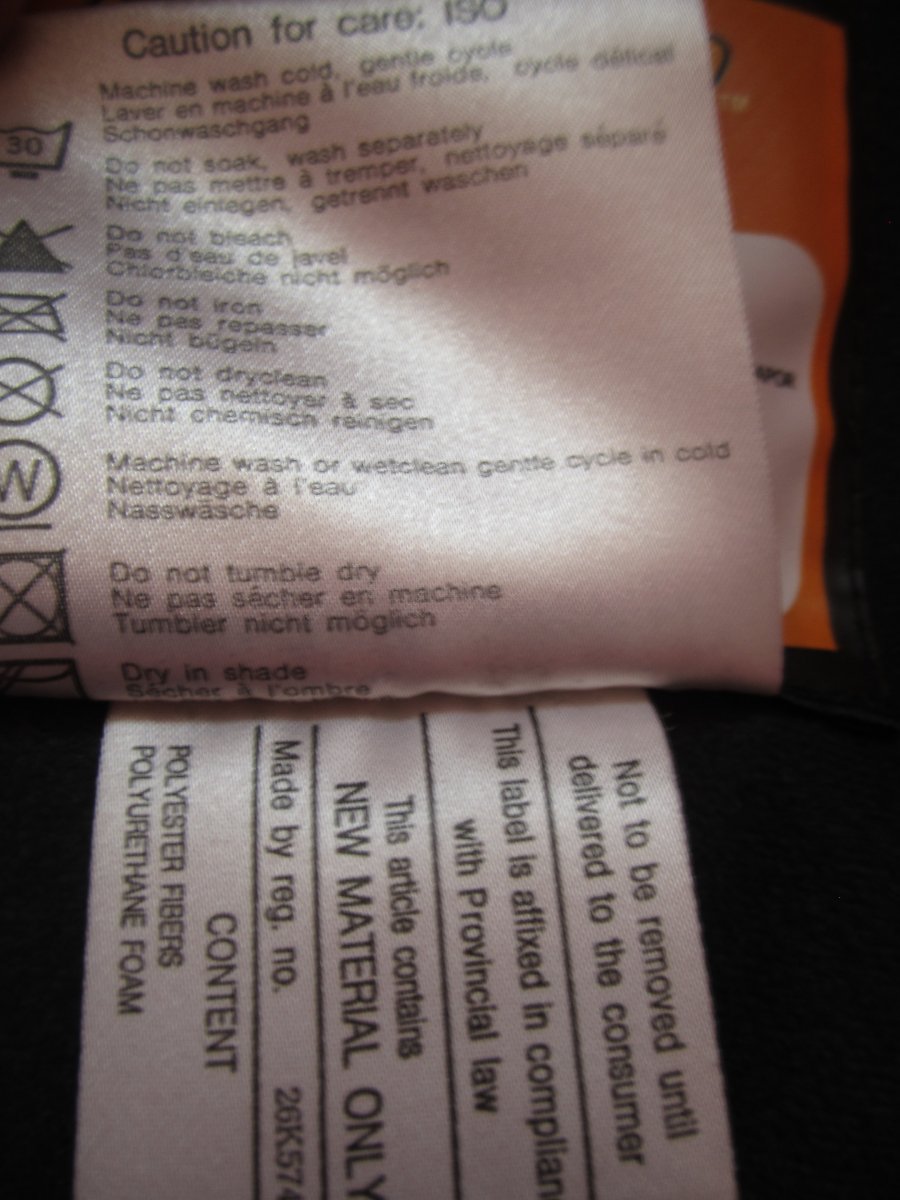 Caution for care: ISO
Machine wash cold, gentle cycle
Laver en machine à l'eau froide, cycle délicat
Schonwaschgang
30
Do not soak, wash separately
Ne pas mettre à tremper, nettoyage séparé
Nicht einlegen, getrennt waschen
Do not bleach
Pas d'eau de javel
Chlorbleiche nicht möglich
Do not iron
Ne pas repasser
Nicht bügeln
Do not dryclean
Ne pas nettoyer à sec
Nicht chemisch reinigen
W
Machine wash or wetclean gentle cycle in cold
Nettoyage à l'eau
Nasswäsche
Do not tumble dry
Ne pas sécher en machine
Tumbler nicht möglich
Dry in shade
Sécher à l'ombre
Not to be removed until
delivered to the consumer
This label is affixed in complian
with Provincial law
This article contains
NEW MATERIAL ONLY
Made by reg. no. 26K574
CONTENT
POLYESTER FIBERS
POLYURETHANE FOAM